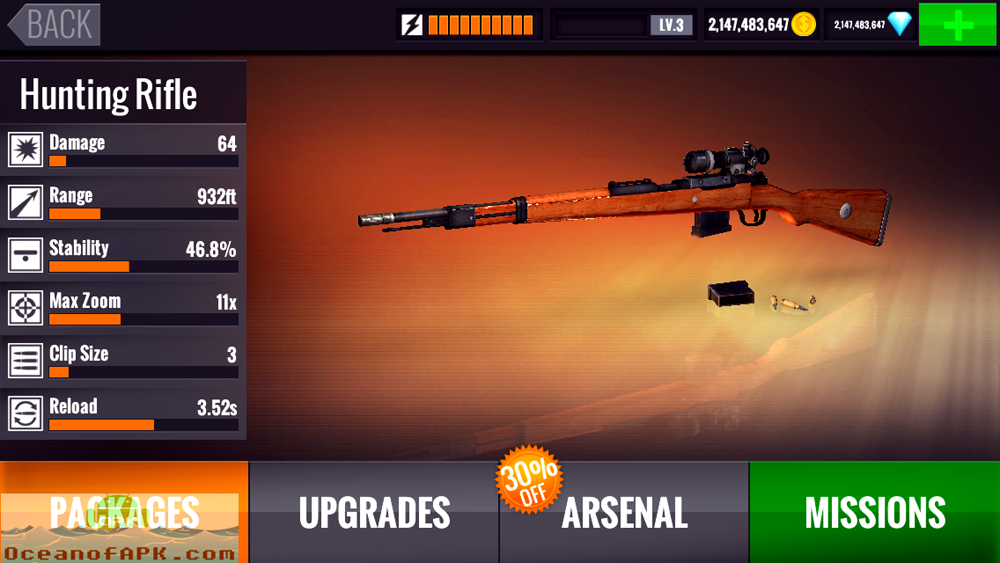 BACK
LV.3
2,147,483,647
2,147,483,647
Hunting Rifle
Damage 64
Range 932ft
Stability 46.8%
Max Zoom 11x
Clip Size 3
Reload 3.52s
30%
OFF
PACKAGES
UPGRADES
ARSENAL
MISSIONS
OceanofAPK.com